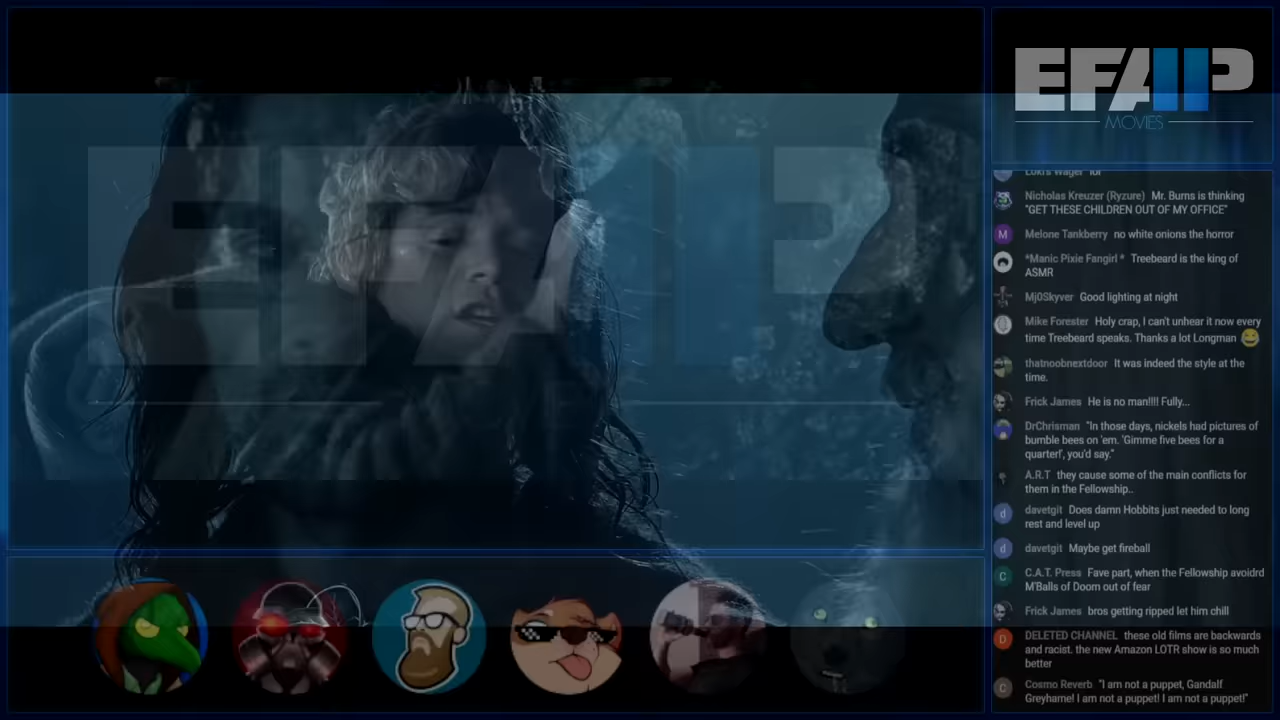 EFAP
MOVIES
EFAP
Loki's Wager lol
Nicholas Kreuzer (Ryzure) Mr. Burns is thinking
"GET THESE CHILDREN OUT OF MY OFFICE"
M
Melone Tankberry no white onions the horror
*Manic Pixie Fangirl * Treebeard is the king of
ASMR
Mj0Skyver Good lighting at night
Mike Forester Holy crap, I can't unhear it now every
time Treebeard speaks. Thanks a lot Longman
thatnoobnextdoor It was indeed the style at the
time.
Frick James He is no man!!!! Fully...
DrChrisman "In those days, nickels had pictures of
bumble bees on 'em. 'Gimme five bees for a
quarter!', you'd say."
A.R.T they cause some of the main conflicts for
them in the Fellowship..
d
davetgit Does damn Hobbits just needed to long
rest and level up
d
davetgit Maybe get fireball
C
C.A.T. Press Fave part, when the Fellowship avoidrd
M'Balls of Doom out of fear
Frick James bros getting ripped let him chill
D
DELETED CHANNEL these old films are backwards
and racist. the new Amazon LOTR show is so much
better
C
Cosmo Reverb "I am not a puppet, Gandalf
Greyhame! I am not a puppet! I am not a puppet!"